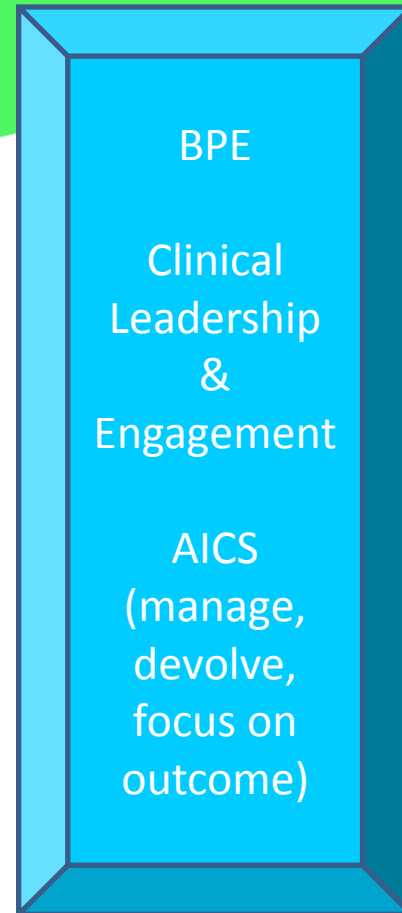 BPE
Clinical
Leadership
&
Engagement
AICS
(manage,
devolve,
focus on
outcome)